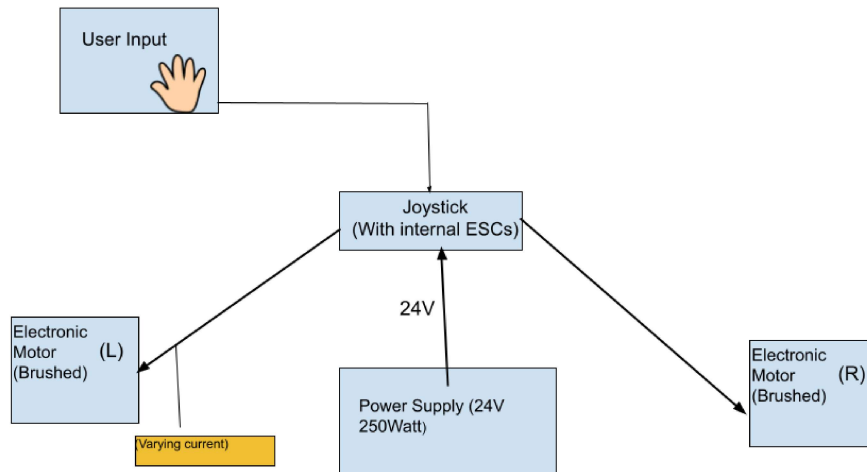 User Input
Joystick
(With internal ESCs)
24V
Electronic
Motor (L)
(Brushed)
Electronic
Motor (R)
(Brushed)
Power Supply (24V
250Watt)
(Varying current)